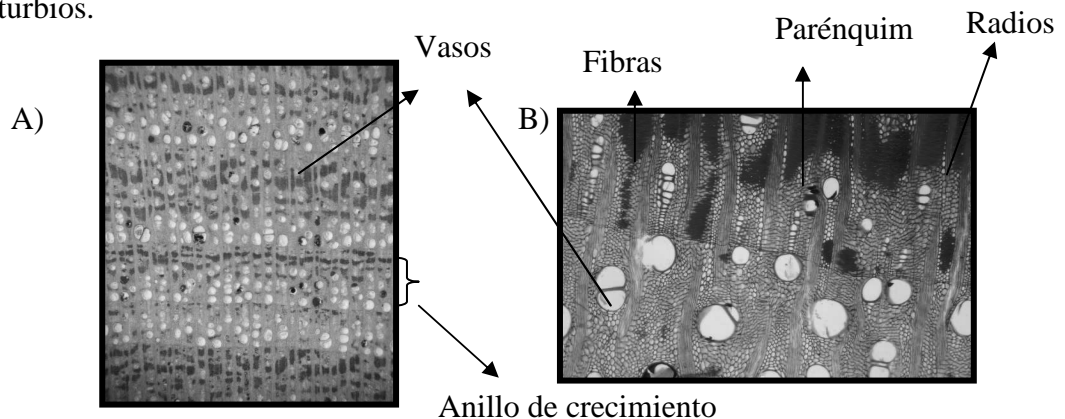 turbios.
Vasos
Fibras
Parénquim
Radios
A)
B)
Anillo de crecimiento